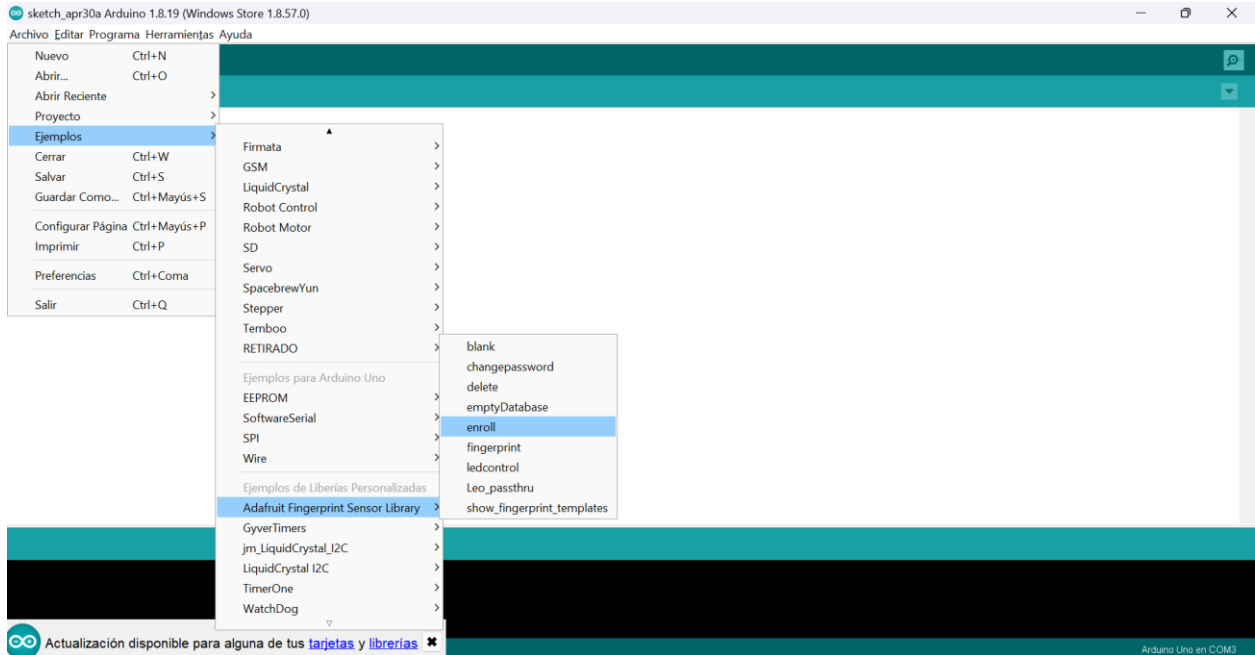 sketch_apr30a Arduino 1.8.19 (Windows Store 1.8.57.0)
Archivo Editar Programa Herramientas Ayuda
Nuevo Ctrl+N
Abrir... Ctrl+O
Abrir Reciente
Proyecto
Ejemplos
Cerrar Ctrl+W
Salvar Ctrl+S
Guardar Como... Ctrl+Mayús+S
Configurar Página Ctrl+Mayús+P
Imprimir Ctrl+P
Preferencias Ctrl+Coma
Salir Ctrl+Q
Firmata
GSM
LiquidCrystal
Robot Control
Robot Motor
SD
Servo
SpacebrewYun
Stepper
Temboo
RETIRADO
Ejemplos para Arduino Uno
EEPROM
SoftwareSerial
SPI
Wire
Ejemplos de Liberías Personalizadas
Adafruit Fingerprint Sensor Library
GyverTimers
jm_LiquidCrystal_I2C
LiquidCrystal I2C
TimerOne
WatchDog
blank
changepassword
delete
emptyDatabase
enroll
fingerprint
ledcontrol
Leo_passthru
show_fingerprint_templates
Actualización disponible para alguna de tus tarjetas y librerías
Arduino Uno en COM3